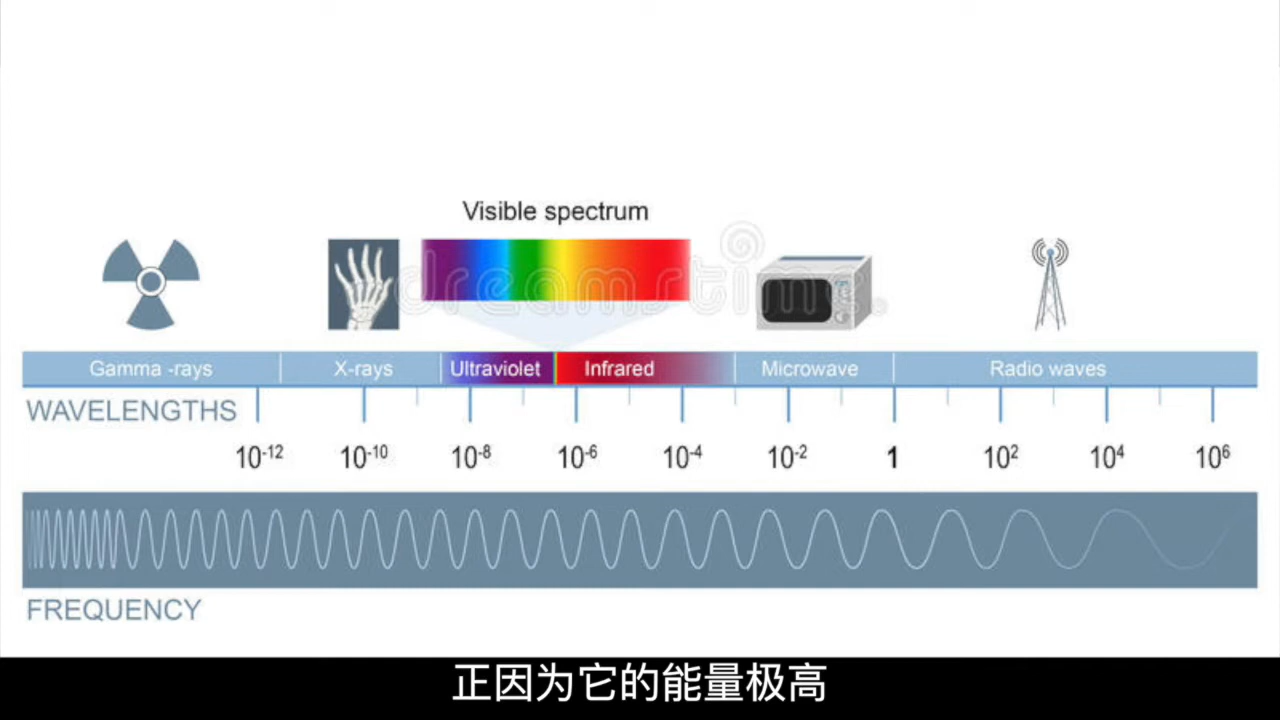 Visible spectrum
dreamstime
Gamma -rays
X-rays
Ultraviolet
Infrared
Microwave
Radio waves
WAVELENGTHS
10⁻¹²
10⁻¹⁰
10⁻⁸
10⁻⁶
10⁻⁴
10⁻²
1
10²
10⁴
10⁶
FREQUENCY
正因为它的能量极高